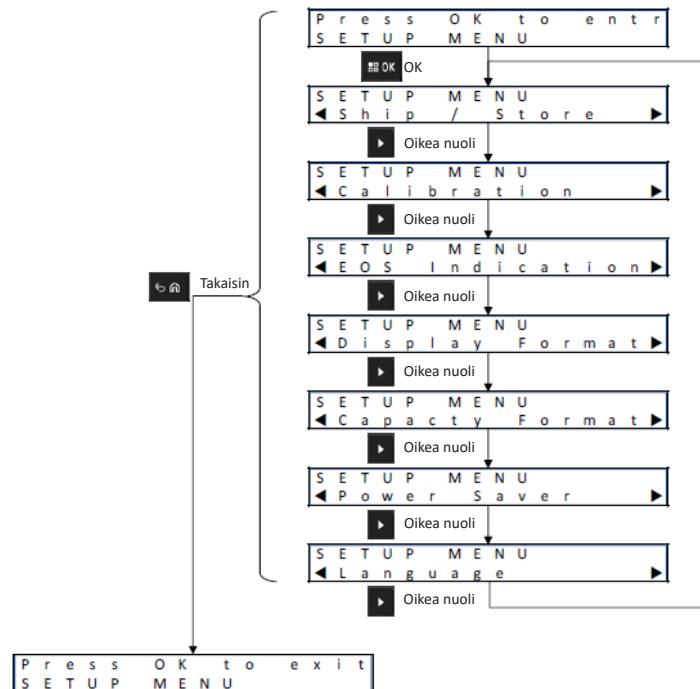 Press OK to entr
SETUP MENU
OK OK
SETUP MENU
◀Ship / Store ▶
Oikea nuoli
SETUP MENU
◀Calibration ▶
Oikea nuoli
SETUP MENU
◀EOS Indication▶
Takaisin
Oikea nuoli
SETUP MENU
◀Display Format▶
Oikea nuoli
SETUP MENU
◀Capacty Format▶
Oikea nuoli
SETUP MENU
◀Power Saver ▶
Oikea nuoli
SETUP MENU
◀Language ▶
Oikea nuoli
Press OK to exit
SETUP MENU